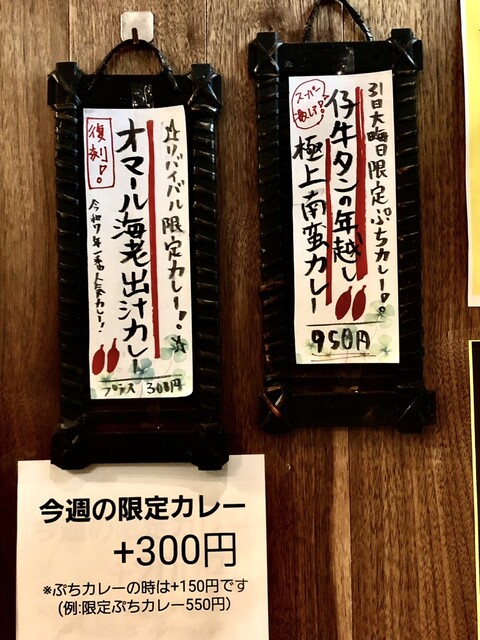 31日大晦日限定ぷちカレー!。
仔牛タンの年越し
極上南蛮カレー
スーパー激レア!!
950円
☆リバイバル限定カレー!☆
オマール海老出汁カレー
復刻!。
令和7年一番人気カレー!
プラス 300円
今週の限定カレー
+300円
※ぷちカレーの時は+150円です
(例:限定ぷちカレー550円)